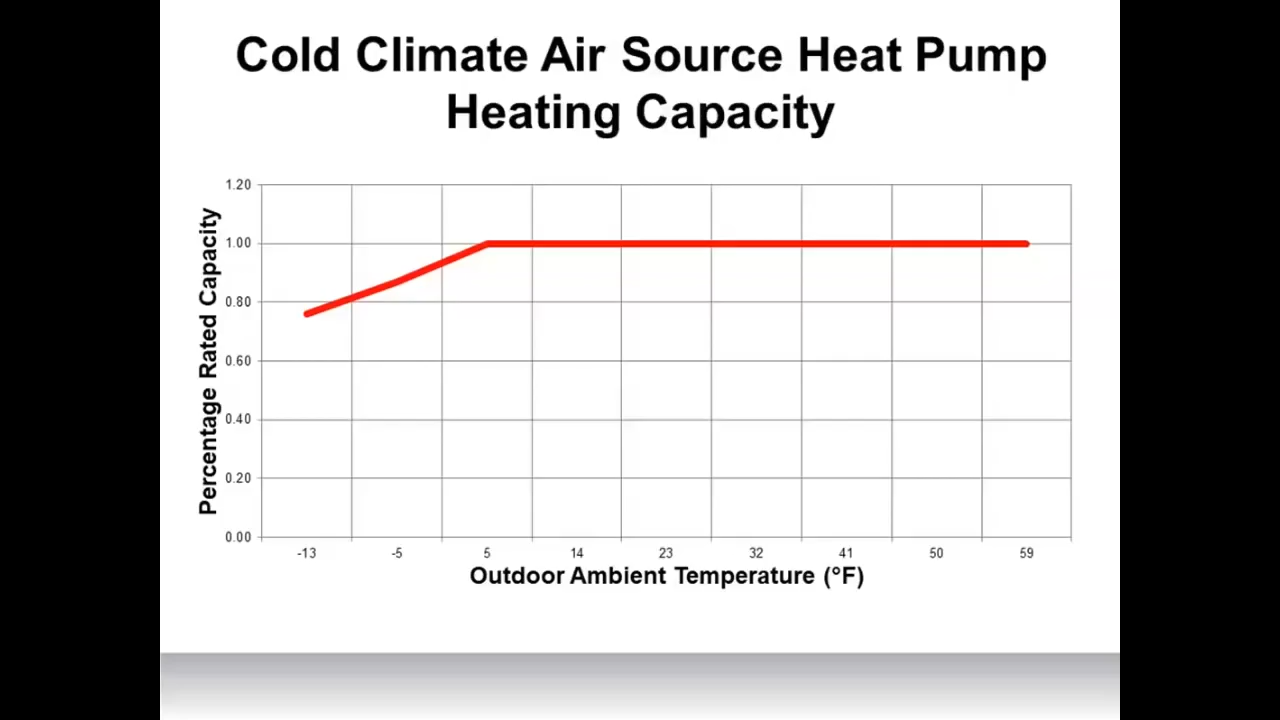 Cold Climate Air Source Heat Pump
Heating Capacity
Percentage Rated Capacity
1.20
1.00
0.80
0.60
0.40
0.20
0.00
-13 -5 5 14 23 32 41 50 59
Outdoor Ambient Temperature (°F)